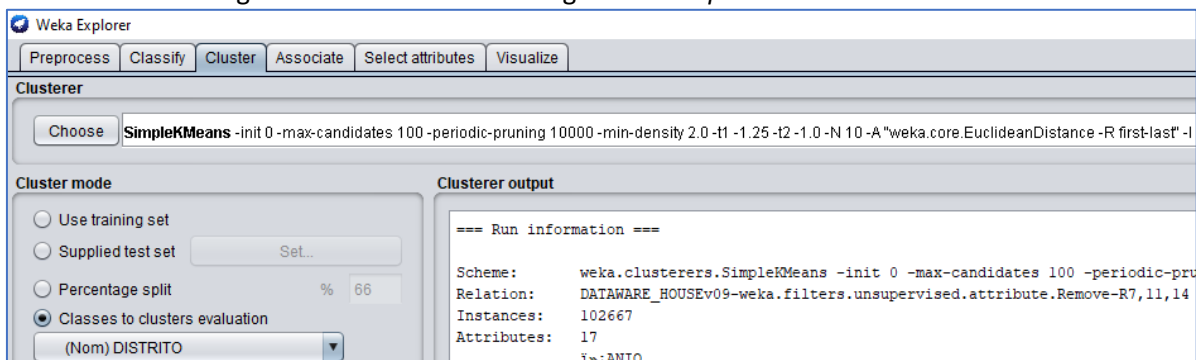 Weka Explorer
Preprocess Classify Cluster Associate Select attributes Visualize
Clusterer
Choose SimpleKMeans -init 0 -max-candidates 100 -periodic-pruning 10000 -min-density 2.0 -t1 -1.25 -t2 -1.0 -N 10 -A "weka.core.EuclideanDistance -R first-last" -I
Cluster mode
Clusterer output
Use training set
Supplied test set Set...
Percentage split % 66
Classes to clusters evaluation
(Nom) DISTRITO
=== Run information ===
Scheme: weka.clusterers.SimpleKMeans -init 0 -max-candidates 100 -periodic-pru
Relation: DATAWARE_HOUSEv09-weka.filters.unsupervised.attribute.Remove-R7,11,14
Instances: 102667
Attributes: 17